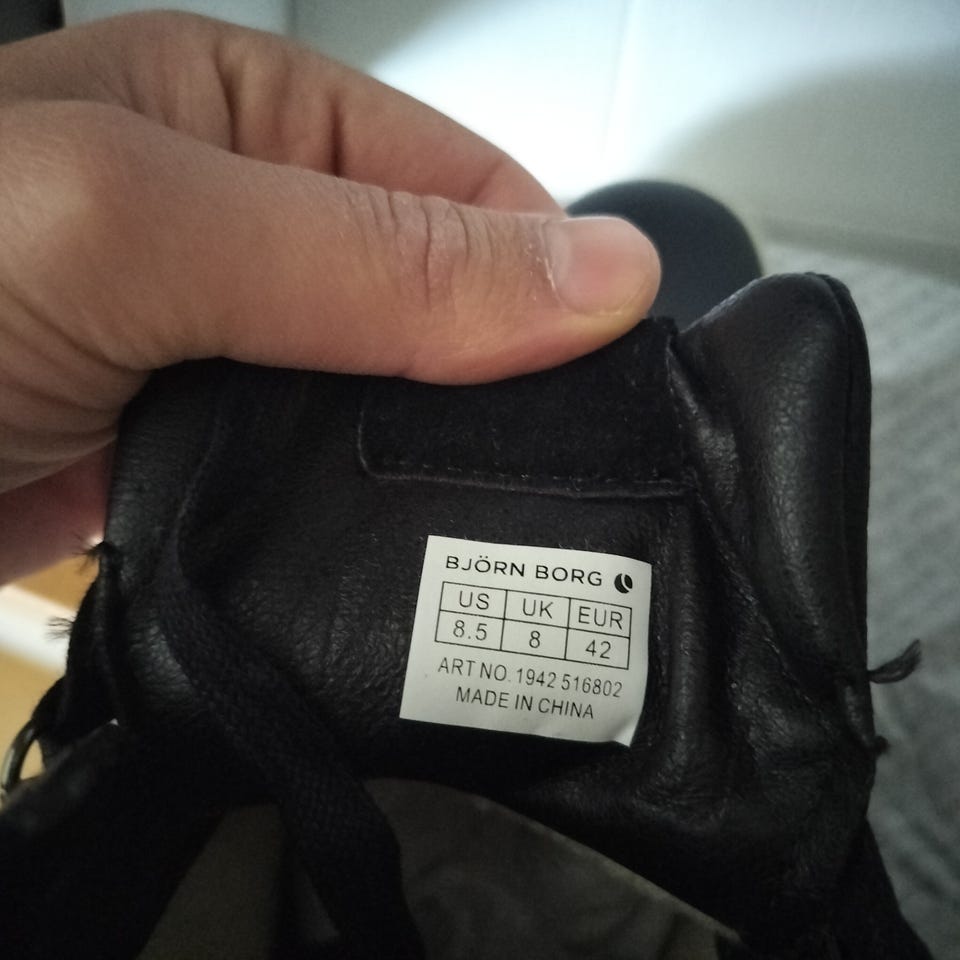 BJÖRN BORG
US UK EUR
8.5 8 42
ART NO. 1942 516802
MADE IN CHINA